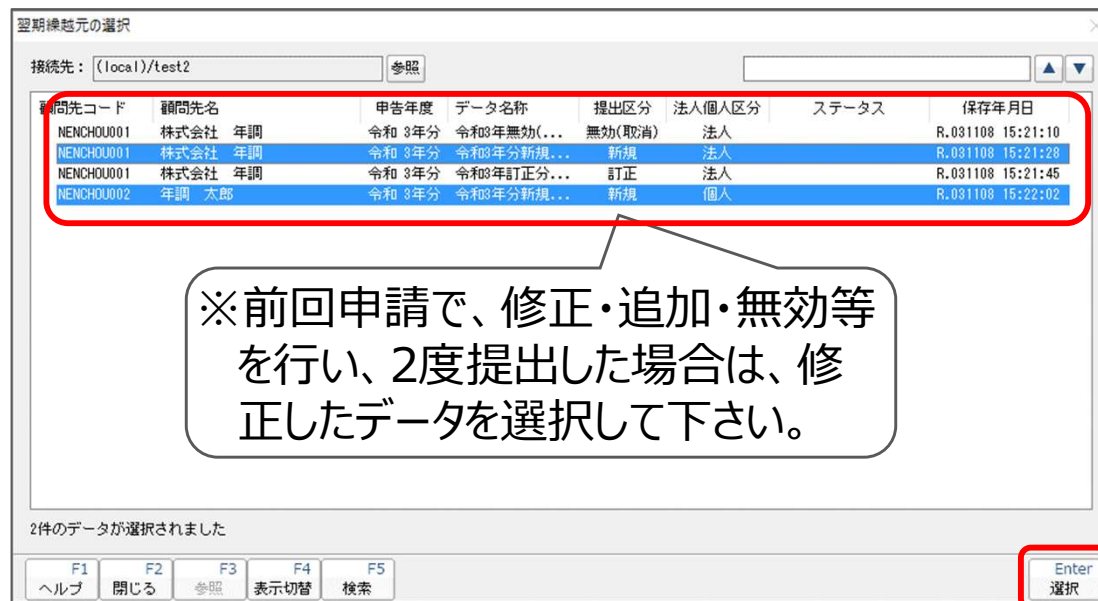 翌期繰越元の選択
接続先： (local)/test2 参照 ▲ ▼
顧問先コード 顧問先名 申告年度 データ名称 提出区分 法人個人区分 ステータス 保存年月日
NENCHOU001 株式会社 年調 令和 3年分 令和3年無効(... 無効(取消) 法人 R.031108 15:21:10
NENCHOU001 株式会社 年調 令和 3年分 令和3年分新規... 新規 法人 R.031108 15:21:28
NENCHOU001 株式会社 年調 令和 3年分 令和3年訂正分... 訂正 法人 R.031108 15:21:45
NENCHOU002 年調 太郎 令和 3年分 令和3年分新規... 新規 個人 R.031108 15:22:02
※前回申請で、修正・追加・無効等
を行い、2度提出した場合は、修
正したデータを選択して下さい。
2件のデータが選択されました
F1 F2 F3 F4 F5 Enter
ヘルプ 閉じる 参照 表示切替 検索 選択